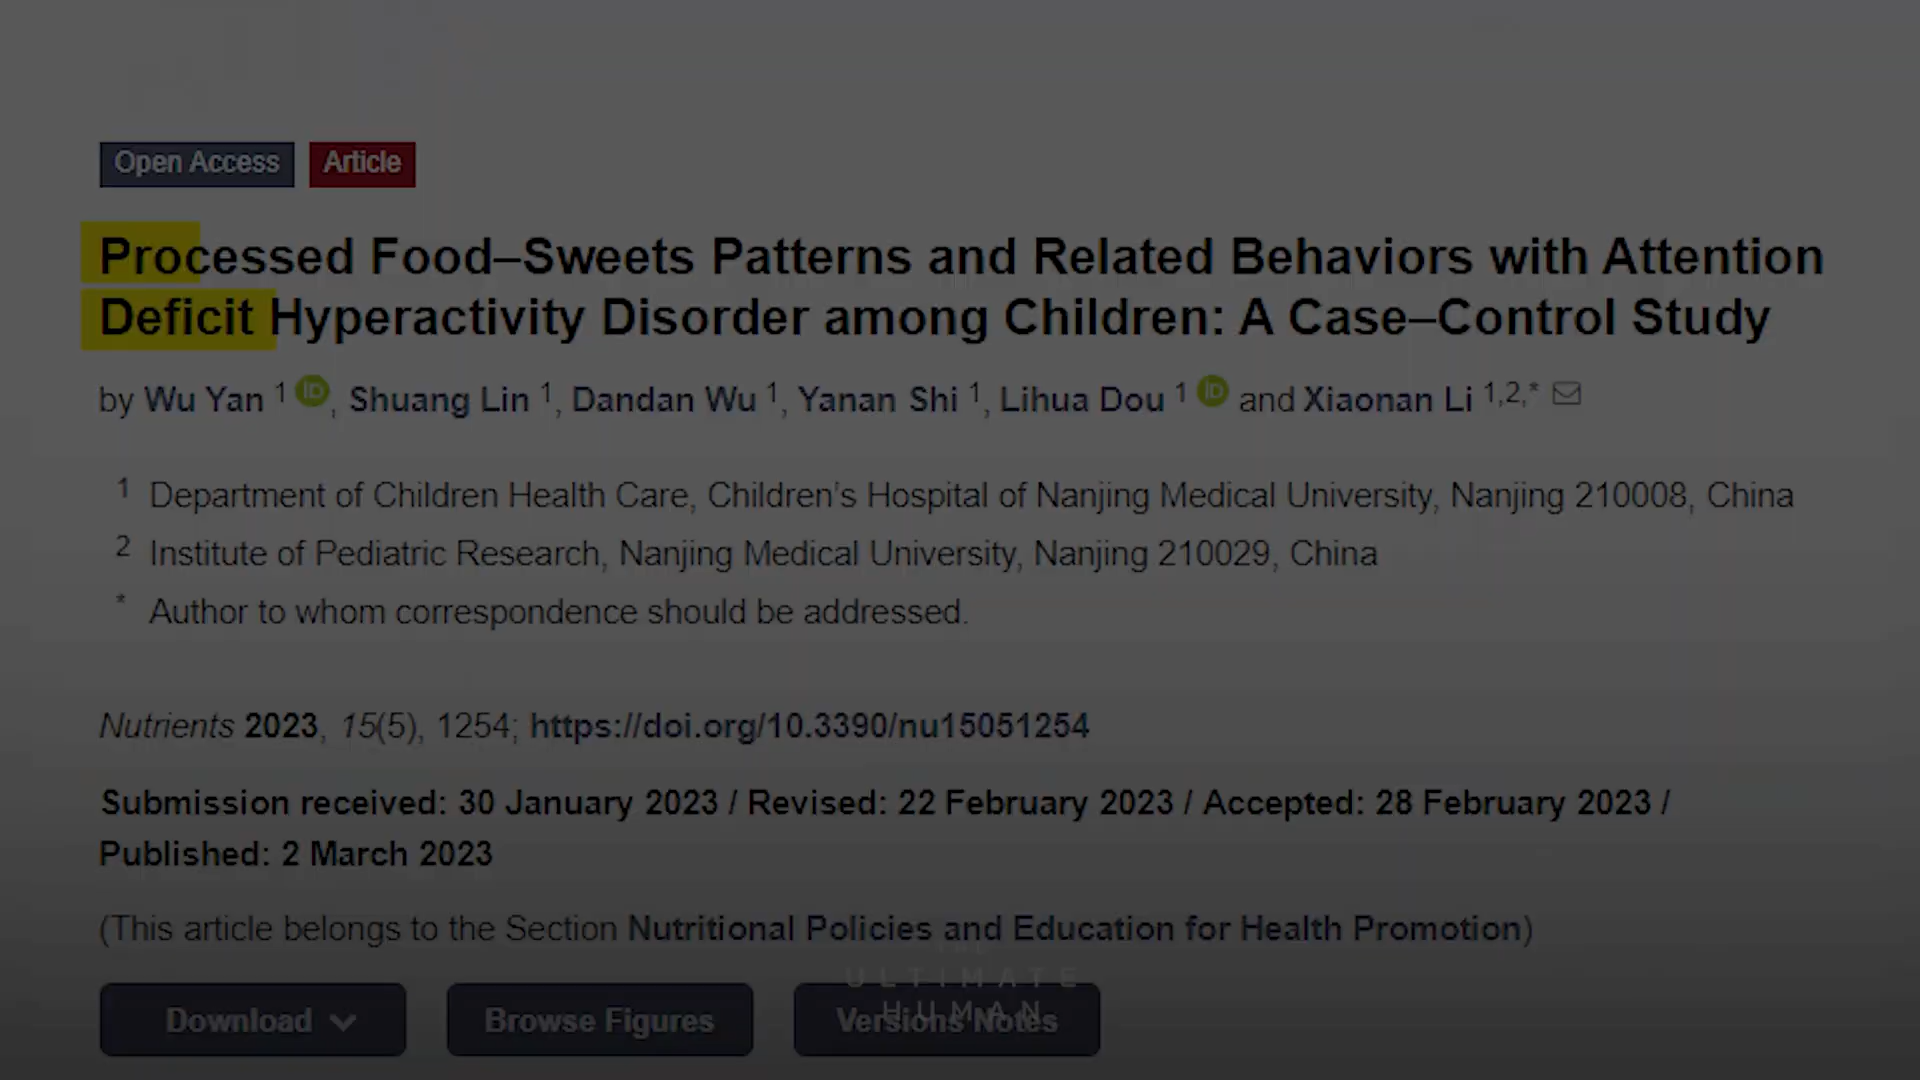 Open Access Article
Processed Food–Sweets Patterns and Related Behaviors with Attention
Deficit Hyperactivity Disorder among Children: A Case–Control Study
by Wu Yan 1 iD, Shuang Lin 1, Dandan Wu 1, Yanan Shi 1, Lihua Dou 1 iD and Xiaonan Li 1,2,*
1 Department of Children Health Care, Children's Hospital of Nanjing Medical University, Nanjing 210008, China
2 Institute of Pediatric Research, Nanjing Medical University, Nanjing 210029, China
* Author to whom correspondence should be addressed.
Nutrients 2023, 15(5), 1254; https://doi.org/10.3390/nu15051254
Submission received: 30 January 2023 / Revised: 22 February 2023 / Accepted: 28 February 2023 /
Published: 2 March 2023
(This article belongs to the Section Nutritional Policies and Education for Health Promotion)
THE
ULTIMATE
HUMAN
Download Browse Figures Versions Notes